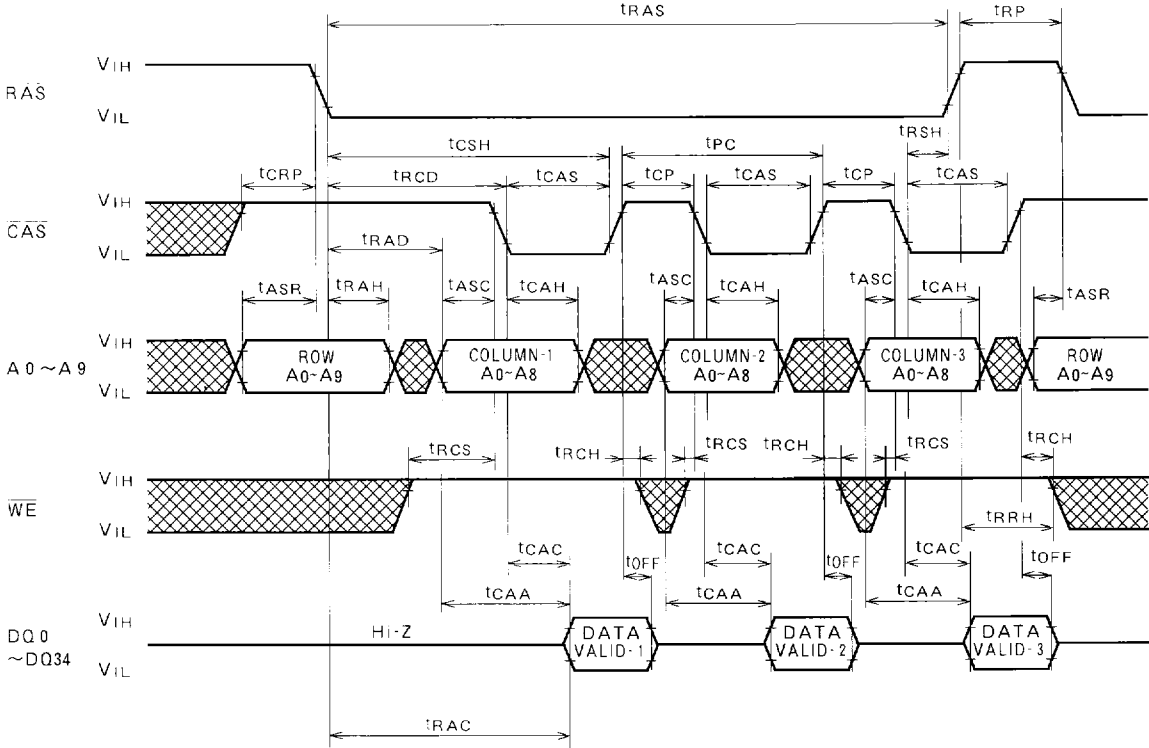 tRAS
tRP
VIH
RAS
VIL
tRSH
tCSH
tPC
tCRP
tRCD
tCAS
tCP
tCAS
tCP
tCAS
VIH
CAS
VIL
tRAD
tASR
tRAH
tASC
tCAH
tASC
tCAH
tASC
tCAH
tASR
VIH
A0~A9
VIL
ROW
A0~A9
COLUMN-1
A0~A8
COLUMN-2
A0~A8
COLUMN-3
A0~A8
ROW
A0~A9
tRCS
tRCH
tRCS
tRCH
tRCS
tRCH
VIH
WE
VIL
tRRH
tCAC
tOFF
tCAC
tOFF
tCAC
tOFF
tCAA
tCAA
tCAA
VIH
DQ0
~DQ34
VIL
Hi-Z
DATA
VALID-1
DATA
VALID-2
DATA
VALID-3
tRAC